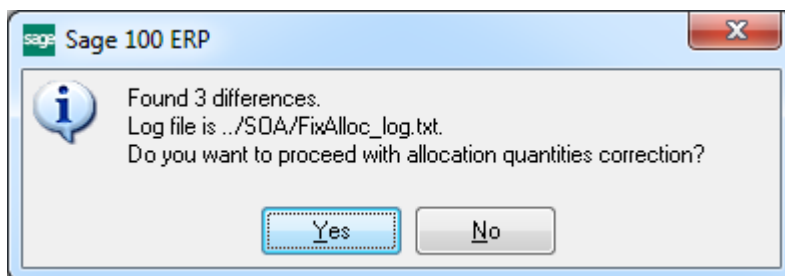 sage Sage 100 ERP
Found 3 differences.
Log file is ../SOA/FixAlloc_log.txt.
Do you want to proceed with allocation quantities correction?
Yes No